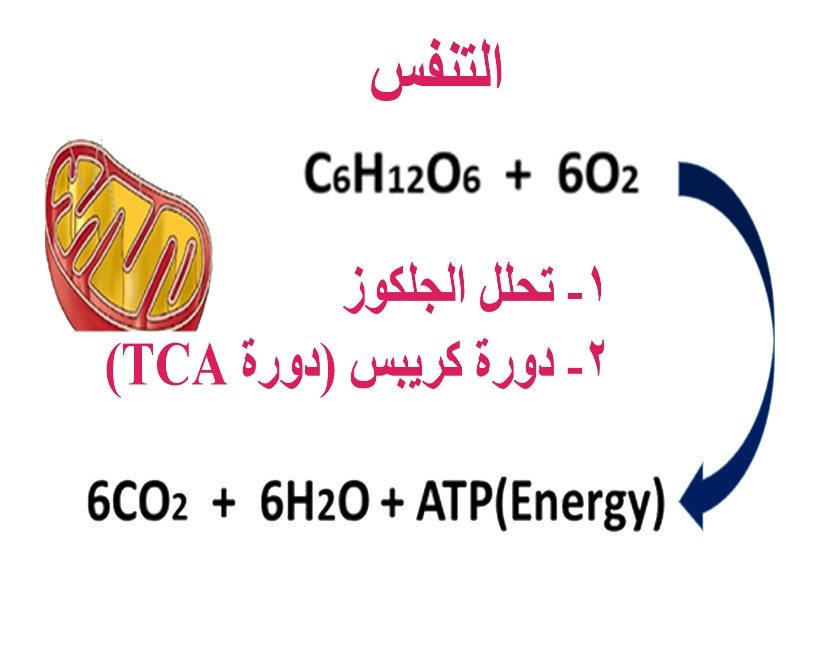 التنفس
C6H12O6 + 6O2
١- تحلل الجلكوز
٢- دورة كريبس (دورة TCA)
6CO2 + 6H2O + ATP(Energy)